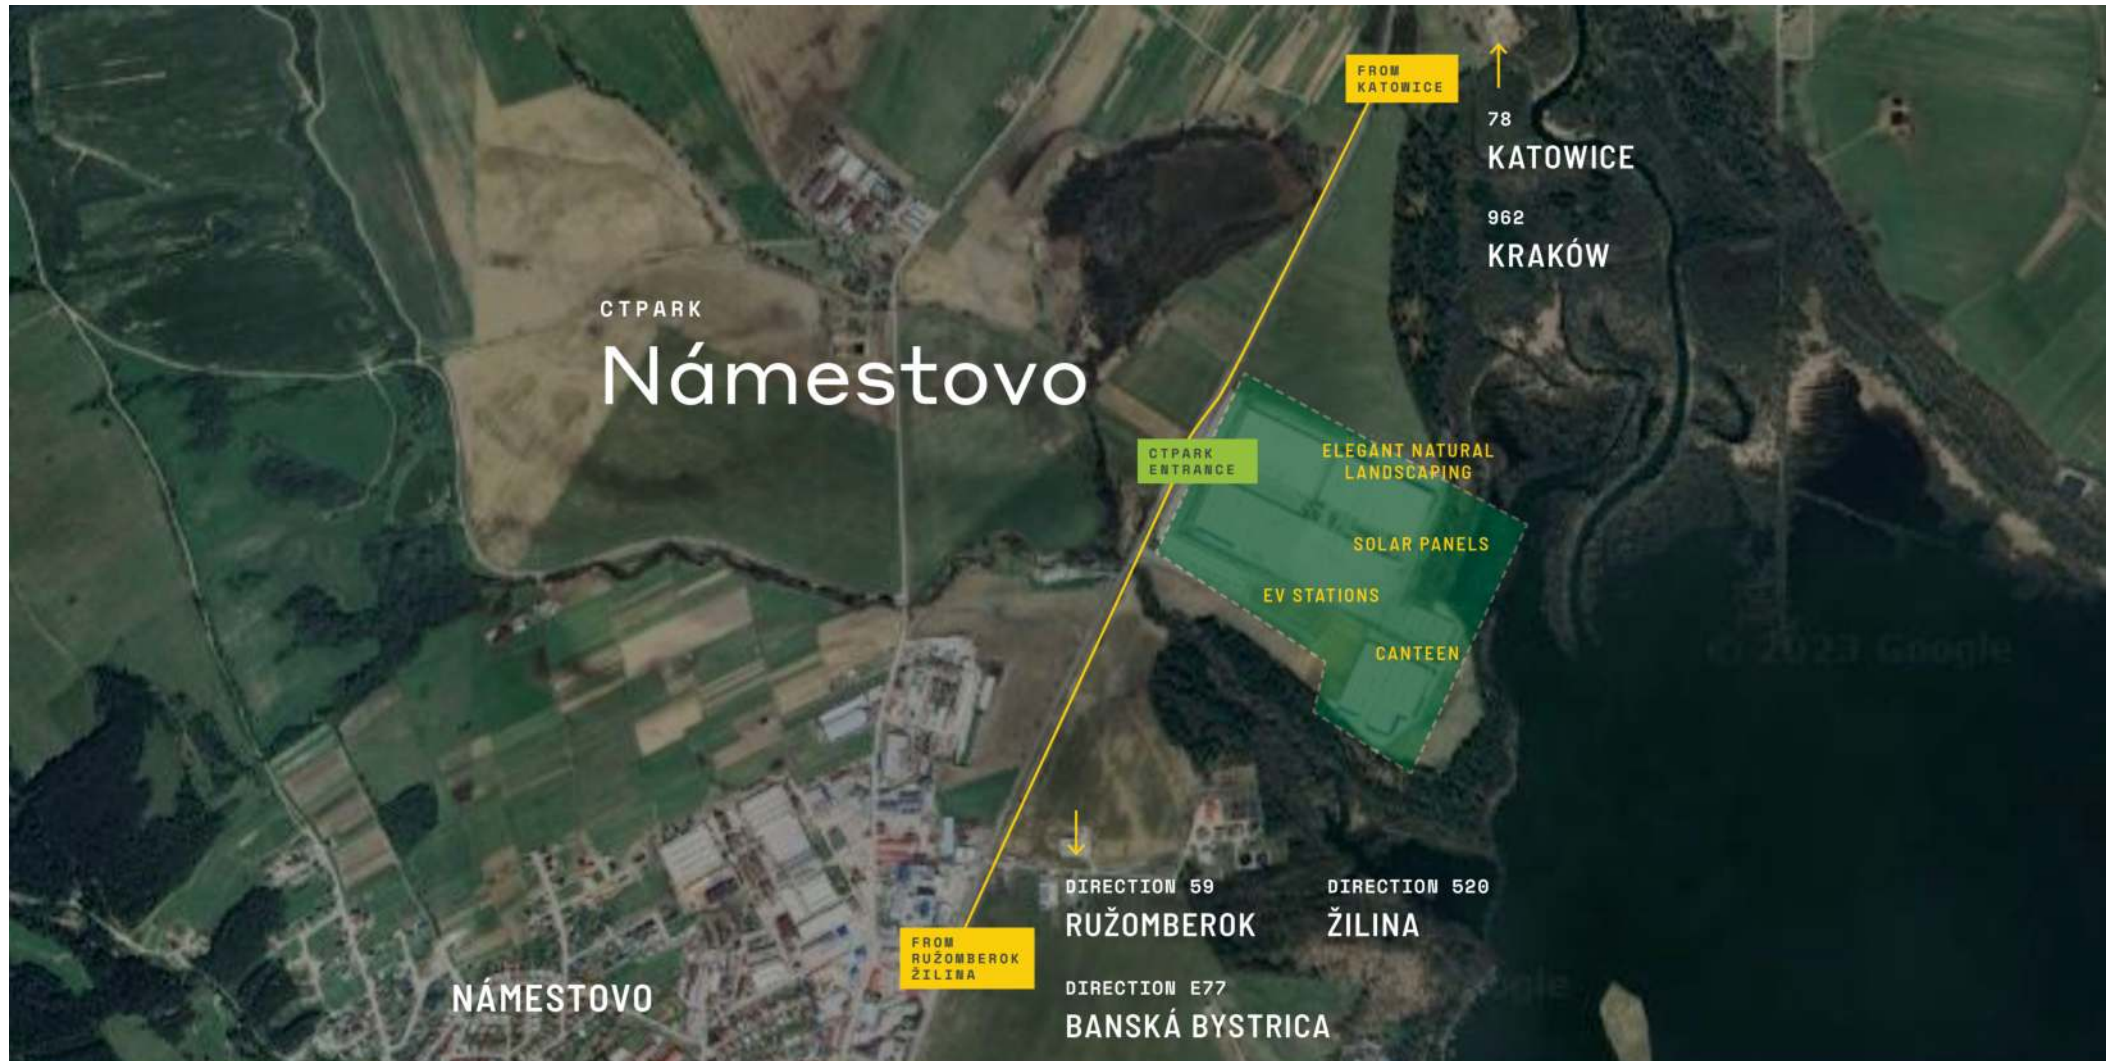 FROM
KATOWICE
78
KATOWICE
962
KRAKÓW
CTPARK
Námestovo
CTPARK
ENTRANCE
ELEGANT NATURAL
LANDSCAPING
SOLAR PANELS
EV STATIONS
CANTEEN
© 2023 Google
DIRECTION 59
RUŽOMBEROK
DIRECTION 520
ŽILINA
FROM
RUŽOMBEROK
ŽILINA
DIRECTION E77
BANSKÁ BYSTRICA
NÁMESTOVO